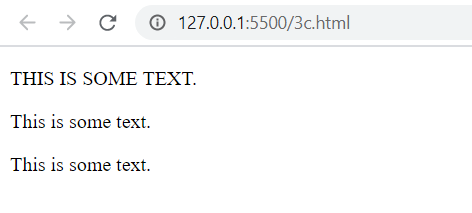 127.0.0.1:5500/3c.html
THIS IS SOME TEXT.
This is some text.
This is some text.